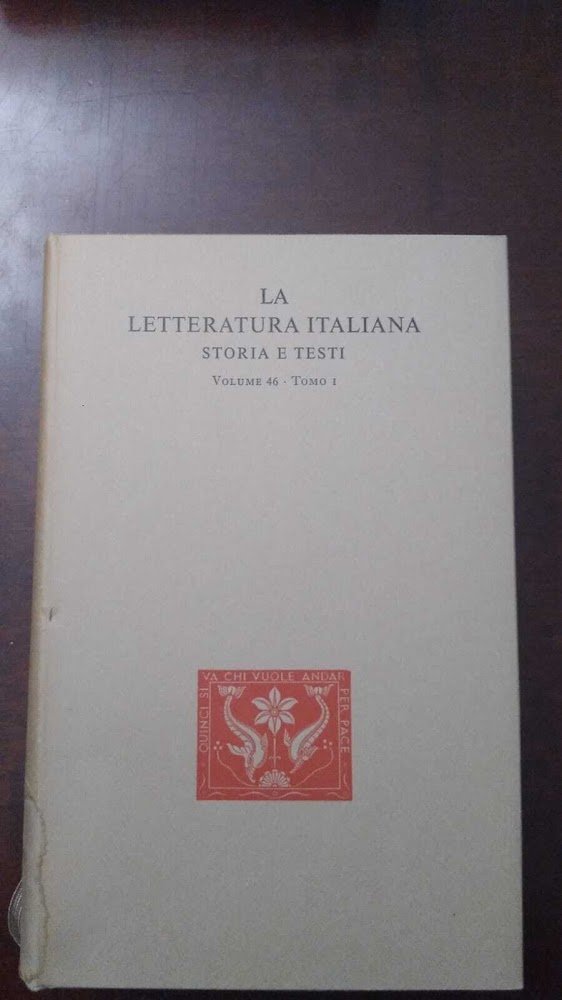 LA
LETTERATURA ITALIANA
STORIA E TESTI
VOLUME 46 · TOMO I
QUINCI SI
VA CHI VUOLE ANDAR
PER PACE